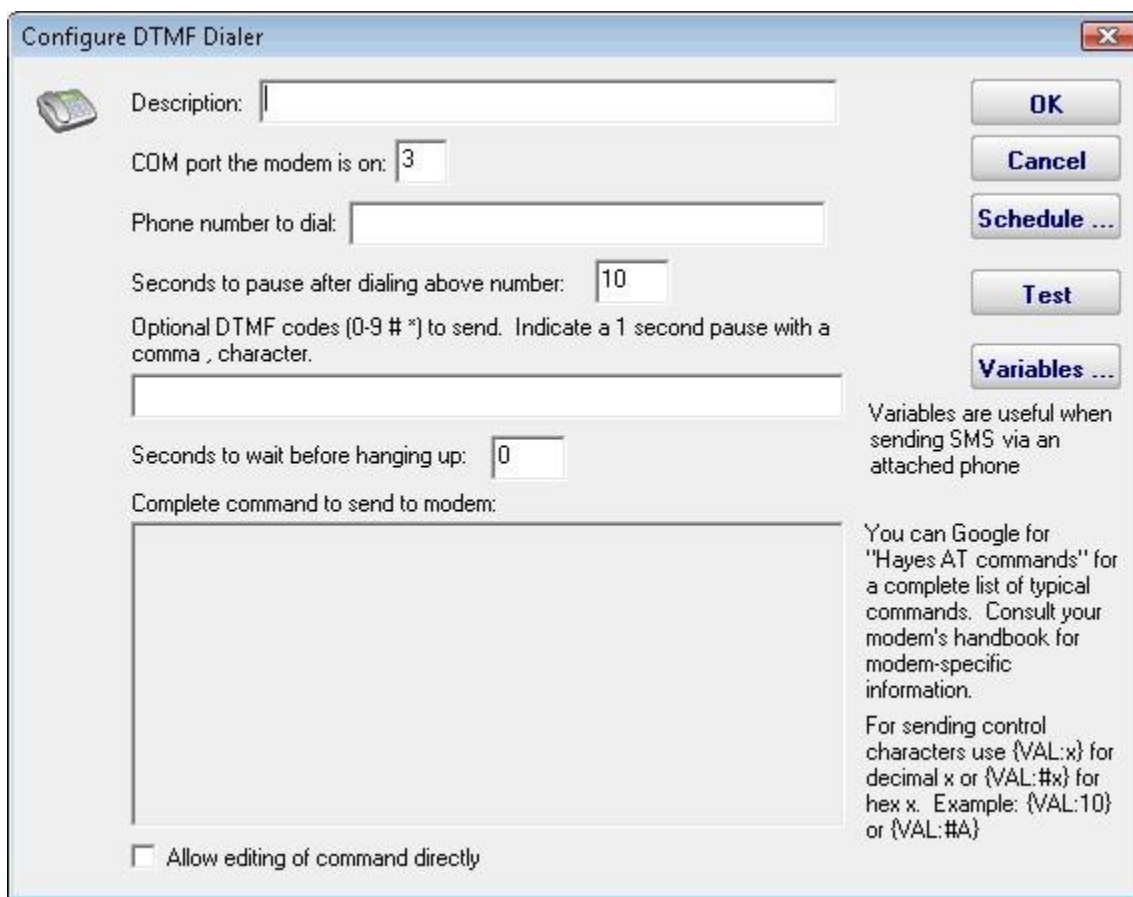 Configure DTMF Dialer
Description:
OK
COM port the modem is on: 3
Cancel
Phone number to dial:
Schedule ...
Seconds to pause after dialing above number: 10
Test
Optional DTMF codes (0-9 # *) to send.  Indicate a 1 second pause with a
comma , character.
Variables ...
Variables are useful when
sending SMS via an
attached phone
Seconds to wait before hanging up: 0
Complete command to send to modem:
You can Google for
"Hayes AT commands" for
a complete list of typical
commands.  Consult your
modem's handbook for
modem-specific
information.
For sending control
characters use {VAL:x} for
decimal x or {VAL:#x} for
hex x.  Example: {VAL:10}
or {VAL:#A}
Allow editing of command directly